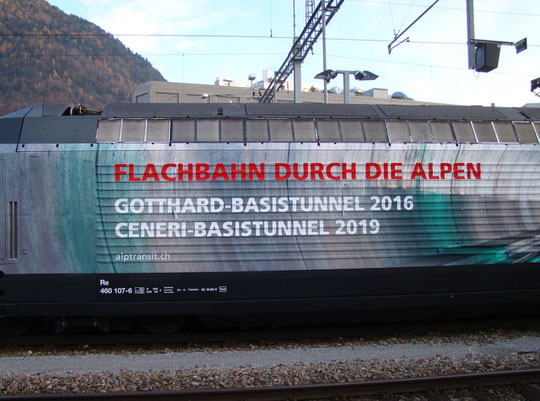 FLACHBAHN DURCH DIE ALPEN
GOTTHARD-BASISTUNNEL 2016
CENERI-BASISTUNNEL 2019
alptransit.ch
Re
460 107-6